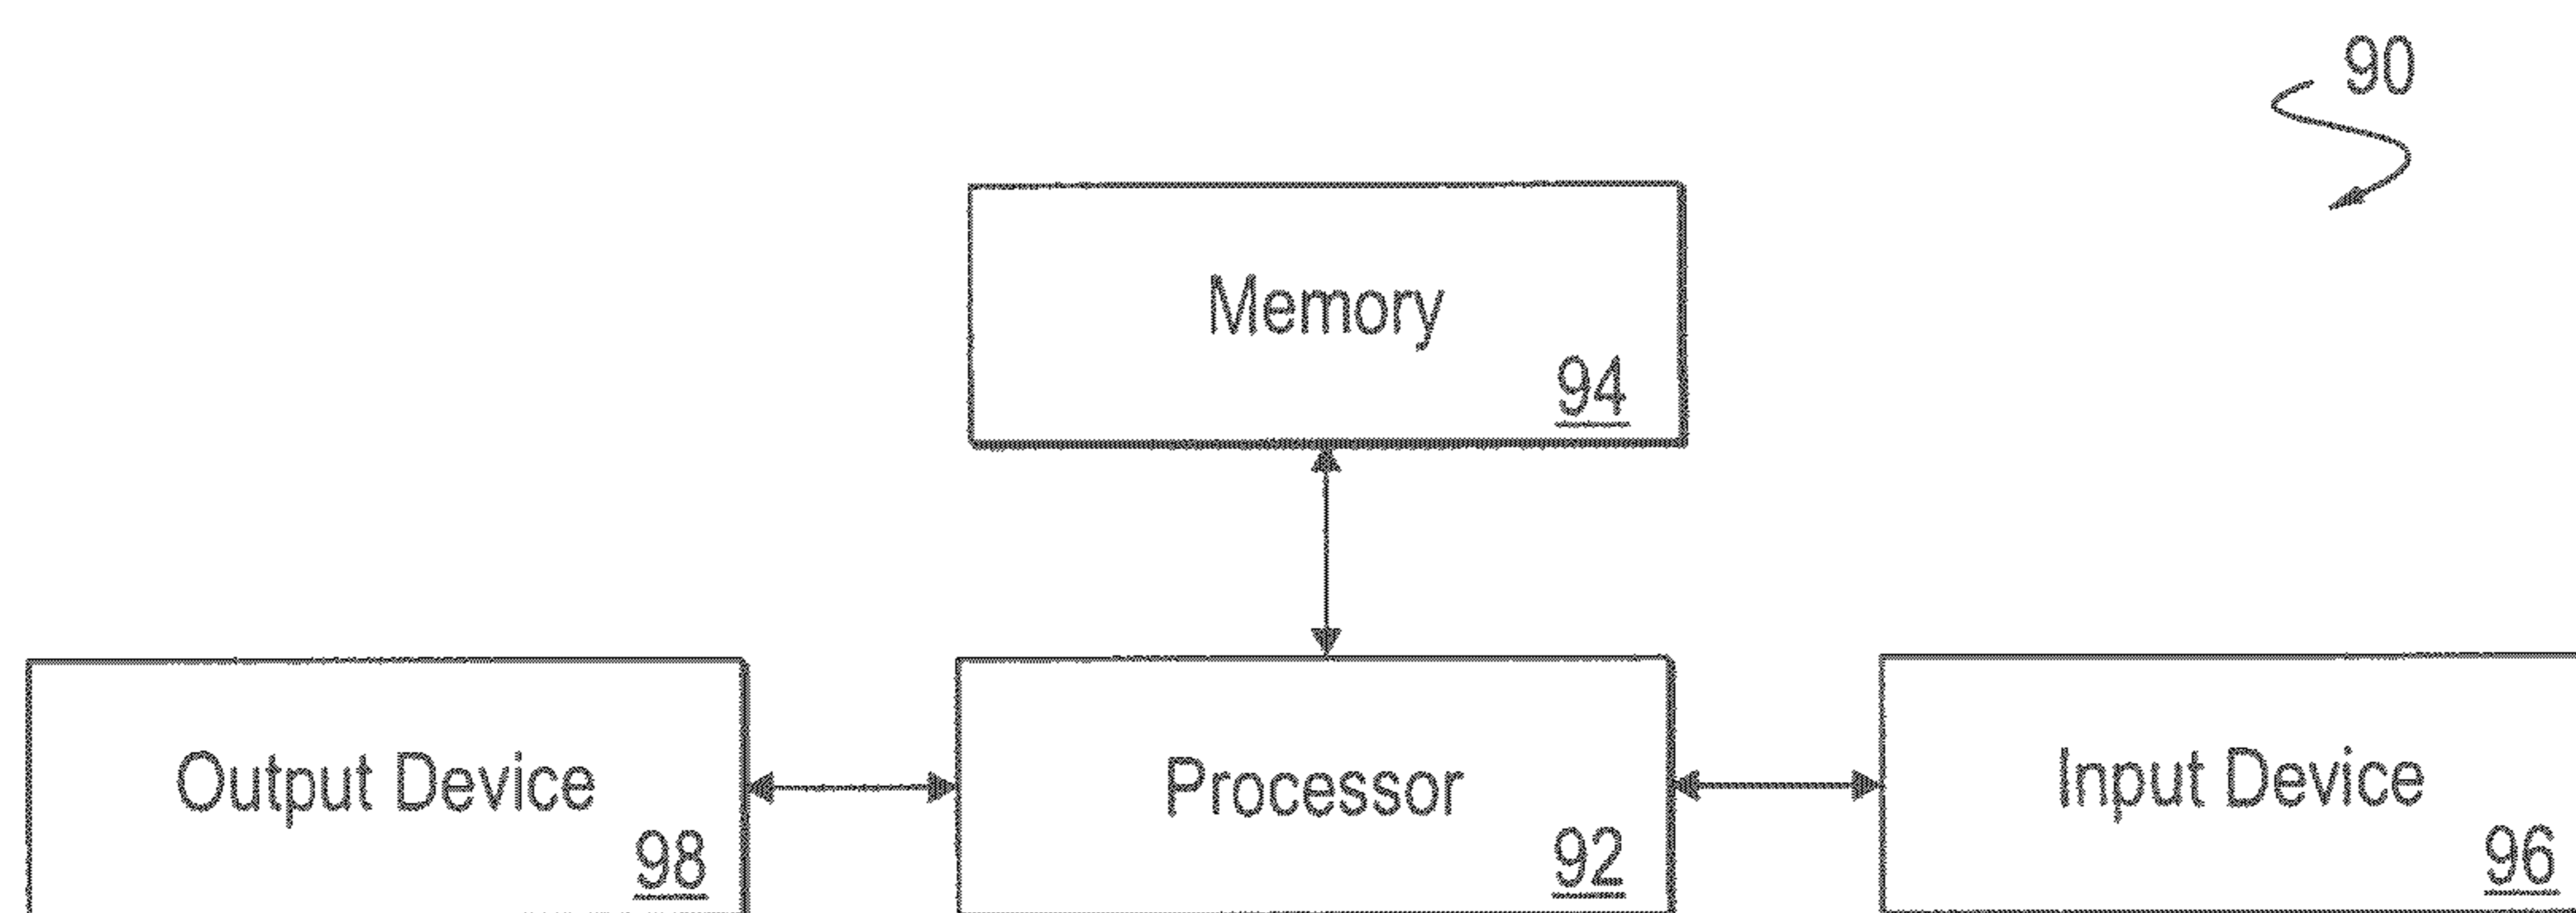 90
Memory
94
Output Device
98
Processor
92
Input Device
96